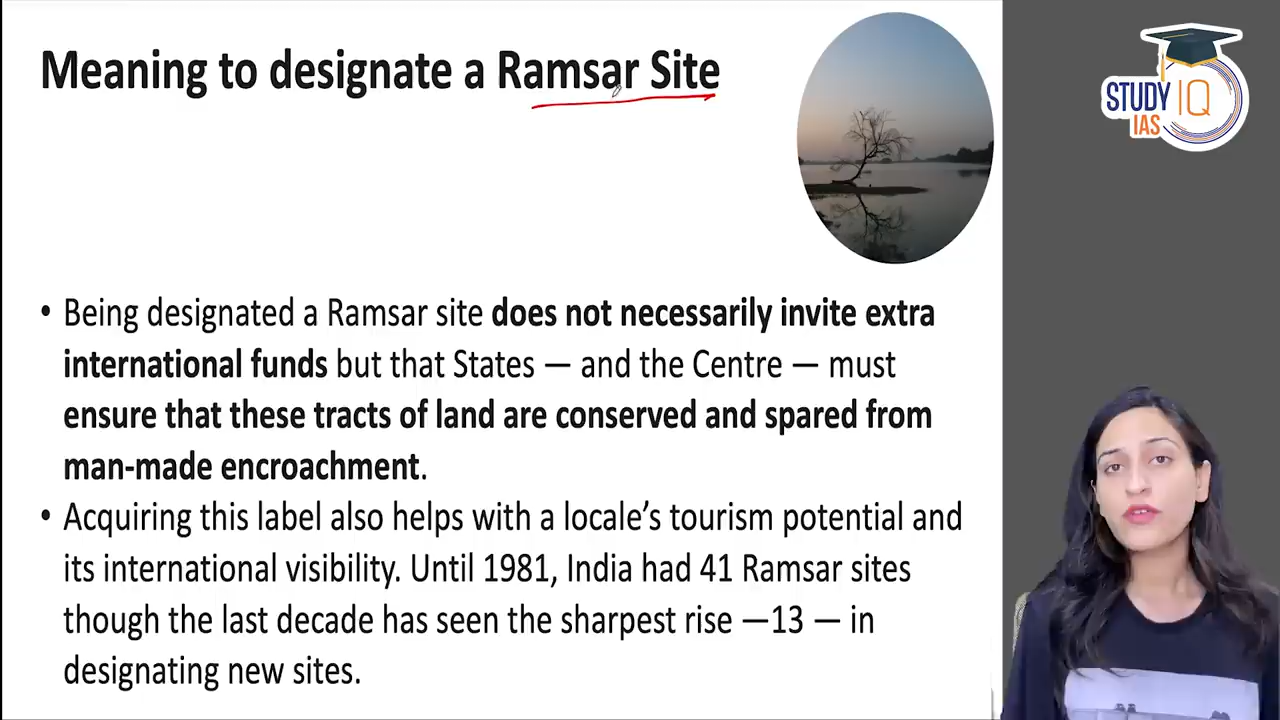 Meaning to designate a Ramsar Site
STUDY IQ
IAS
• Being designated a Ramsar site does not necessarily invite extra
international funds but that States — and the Centre — must
ensure that these tracts of land are conserved and spared from
man-made encroachment.
• Acquiring this label also helps with a locale’s tourism potential and
its international visibility. Until 1981, India had 41 Ramsar sites
though the last decade has seen the sharpest rise —13 — in
designating new sites.